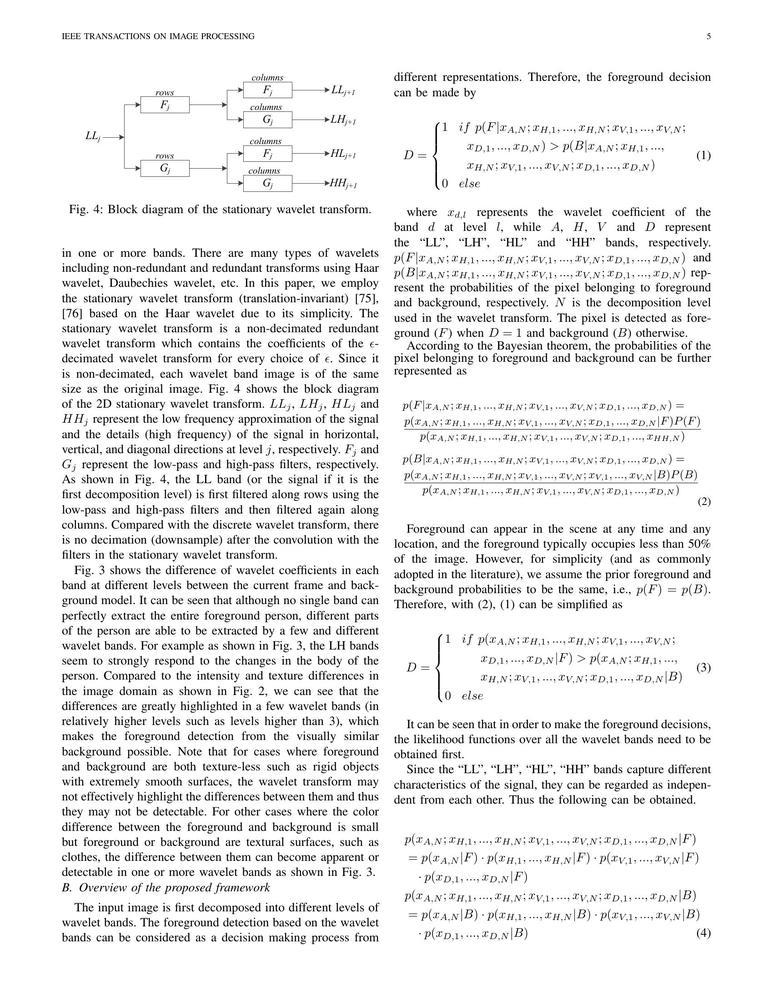 IEEE TRANSACTIONS ON IMAGE PROCESSING
5
LL_j
rows
F_j
rows
G_j
columns
F_j
LL_{j+1}
columns
G_j
LH_{j+1}
columns
F_j
HL_{j+1}
columns
G_j
HH_{j+1}
Fig. 4: Block diagram of the stationary wavelet transform.
in one or more bands. There are many types of wavelets
including non-redundant and redundant transforms using Haar
wavelet, Daubechies wavelet, etc. In this paper, we employ
the stationary wavelet transform (translation-invariant) [75],
[76] based on the Haar wavelet due to its simplicity. The
stationary wavelet transform is a non-decimated redundant
wavelet transform which contains the coefficients of the ϵ-
decimated wavelet transform for every choice of ϵ. Since it
is non-decimated, each wavelet band image is of the same
size as the original image. Fig. 4 shows the block diagram
of the 2D stationary wavelet transform. LL_j, LH_j, HL_j and
HH_j represent the low frequency approximation of the signal
and the details (high frequency) of the signal in horizontal,
vertical, and diagonal directions at level j, respectively. F_j and
G_j represent the low-pass and high-pass filters, respectively.
As shown in Fig. 4, the LL band (or the signal if it is the
first decomposition level) is first filtered along rows using the
low-pass and high-pass filters and then filtered again along
columns. Compared with the discrete wavelet transform, there
is no decimation (downsample) after the convolution with the
filters in the stationary wavelet transform.
Fig. 3 shows the difference of wavelet coefficients in each
band at different levels between the current frame and back-
ground model. It can be seen that although no single band can
perfectly extract the entire foreground person, different parts
of the person are able to be extracted by a few and different
wavelet bands. For example as shown in Fig. 3, the LH bands
seem to strongly respond to the changes in the body of the
person. Compared to the intensity and texture differences in
the image domain as shown in Fig. 2, we can see that the
differences are greatly highlighted in a few wavelet bands (in
relatively higher levels such as levels higher than 3), which
makes the foreground detection from the visually similar
background possible. Note that for cases where foreground
and background are both texture-less such as rigid objects
with extremely smooth surfaces, the wavelet transform may
not effectively highlight the differences between them and thus
they may not be detectable. For other cases where the color
difference between the foreground and background is small
but foreground or background are textural surfaces, such as
clothes, the difference between them can become apparent or
detectable in one or more wavelet bands as shown in Fig. 3.
B. Overview of the proposed framework
The input image is first decomposed into different levels of
wavelet bands. The foreground detection based on the wavelet
bands can be considered as a decision making process from
different representations. Therefore, the foreground decision
can be made by
D = { 1 if p(F|x_{A,N}; x_{H,1}, ..., x_{H,N}; x_{V,1}, ..., x_{V,N};
x_{D,1}, ..., x_{D,N}) > p(B|x_{A,N}; x_{H,1}, ...,
x_{H,N}; x_{V,1}, ..., x_{V,N}; x_{D,1}, ..., x_{D,N})
0 else (1)
where x_{d,l} represents the wavelet coefficient of the
band d at level l, while A, H, V and D represent
the “LL”, “LH”, “HL” and “HH” bands, respectively.
p(F|x_{A,N}; x_{H,1}, ..., x_{H,N}; x_{V,1}, ..., x_{V,N}; x_{D,1}, ..., x_{D,N}) and
p(B|x_{A,N}; x_{H,1}, ..., x_{H,N}; x_{V,1}, ..., x_{V,N}; x_{D,1}, ..., x_{D,N}) rep-
resent the probabilities of the pixel belonging to foreground
and background, respectively. N is the decomposition level
used in the wavelet transform. The pixel is detected as fore-
ground (F) when D = 1 and background (B) otherwise.
According to the Bayesian theorem, the probabilities of the
pixel belonging to foreground and background can be further
represented as
p(F|x_{A,N}; x_{H,1}, ..., x_{H,N}; x_{V,1}, ..., x_{V,N}; x_{D,1}, ..., x_{D,N}) =
p(x_{A,N}; x_{H,1}, ..., x_{H,N}; x_{V,1}, ..., x_{V,N}; x_{D,1}, ..., x_{D,N}|F)P(F)
p(x_{A,N}; x_{H,1}, ..., x_{H,N}; x_{V,1}, ..., x_{V,N}; x_{D,1}, ..., x_{HH,N})
p(B|x_{A,N}; x_{H,1}, ..., x_{H,N}; x_{V,1}, ..., x_{V,N}; x_{D,1}, ..., x_{D,N}) =
p(x_{A,N}; x_{H,1}, ..., x_{H,N}; x_{V,1}, ..., x_{V,N}; x_{V,1}, ..., x_{V,N}|B)P(B)
p(x_{A,N}; x_{H,1}, ..., x_{H,N}; x_{V,1}, ..., x_{V,N}; x_{D,1}, ..., x_{D,N})
(2)
Foreground can appear in the scene at any time and any
location, and the foreground typically occupies less than 50%
of the image. However, for simplicity (and as commonly
adopted in the literature), we assume the prior foreground and
background probabilities to be the same, i.e., p(F) = p(B).
Therefore, with (2), (1) can be simplified as
D = { 1 if p(x_{A,N}; x_{H,1}, ..., x_{H,N}; x_{V,1}, ..., x_{V,N};
x_{D,1}, ..., x_{D,N}|F) > p(x_{A,N}; x_{H,1}, ...,
x_{H,N}; x_{V,1}, ..., x_{V,N}; x_{D,1}, ..., x_{D,N}|B)
0 else (3)
It can be seen that in order to make the foreground decisions,
the likelihood functions over all the wavelet bands need to be
obtained first.
Since the “LL”, “LH”, “HL”, “HH” bands capture different
characteristics of the signal, they can be regarded as indepen-
dent from each other. Thus the following can be obtained.
p(x_{A,N}; x_{H,1}, ..., x_{H,N}; x_{V,1}, ..., x_{V,N}; x_{D,1}, ..., x_{D,N}|F)
= p(x_{A,N}|F) · p(x_{H,1}, ..., x_{H,N}|F) · p(x_{V,1}, ..., x_{V,N}|F)
· p(x_{D,1}, ..., x_{D,N}|F)
p(x_{A,N}; x_{H,1}, ..., x_{H,N}; x_{V,1}, ..., x_{V,N}; x_{D,1}, ..., x_{D,N}|B)
= p(x_{A,N}|B) · p(x_{H,1}, ..., x_{H,N}|B) · p(x_{V,1}, ..., x_{V,N}|B)
· p(x_{D,1}, ..., x_{D,N}|B) (4)